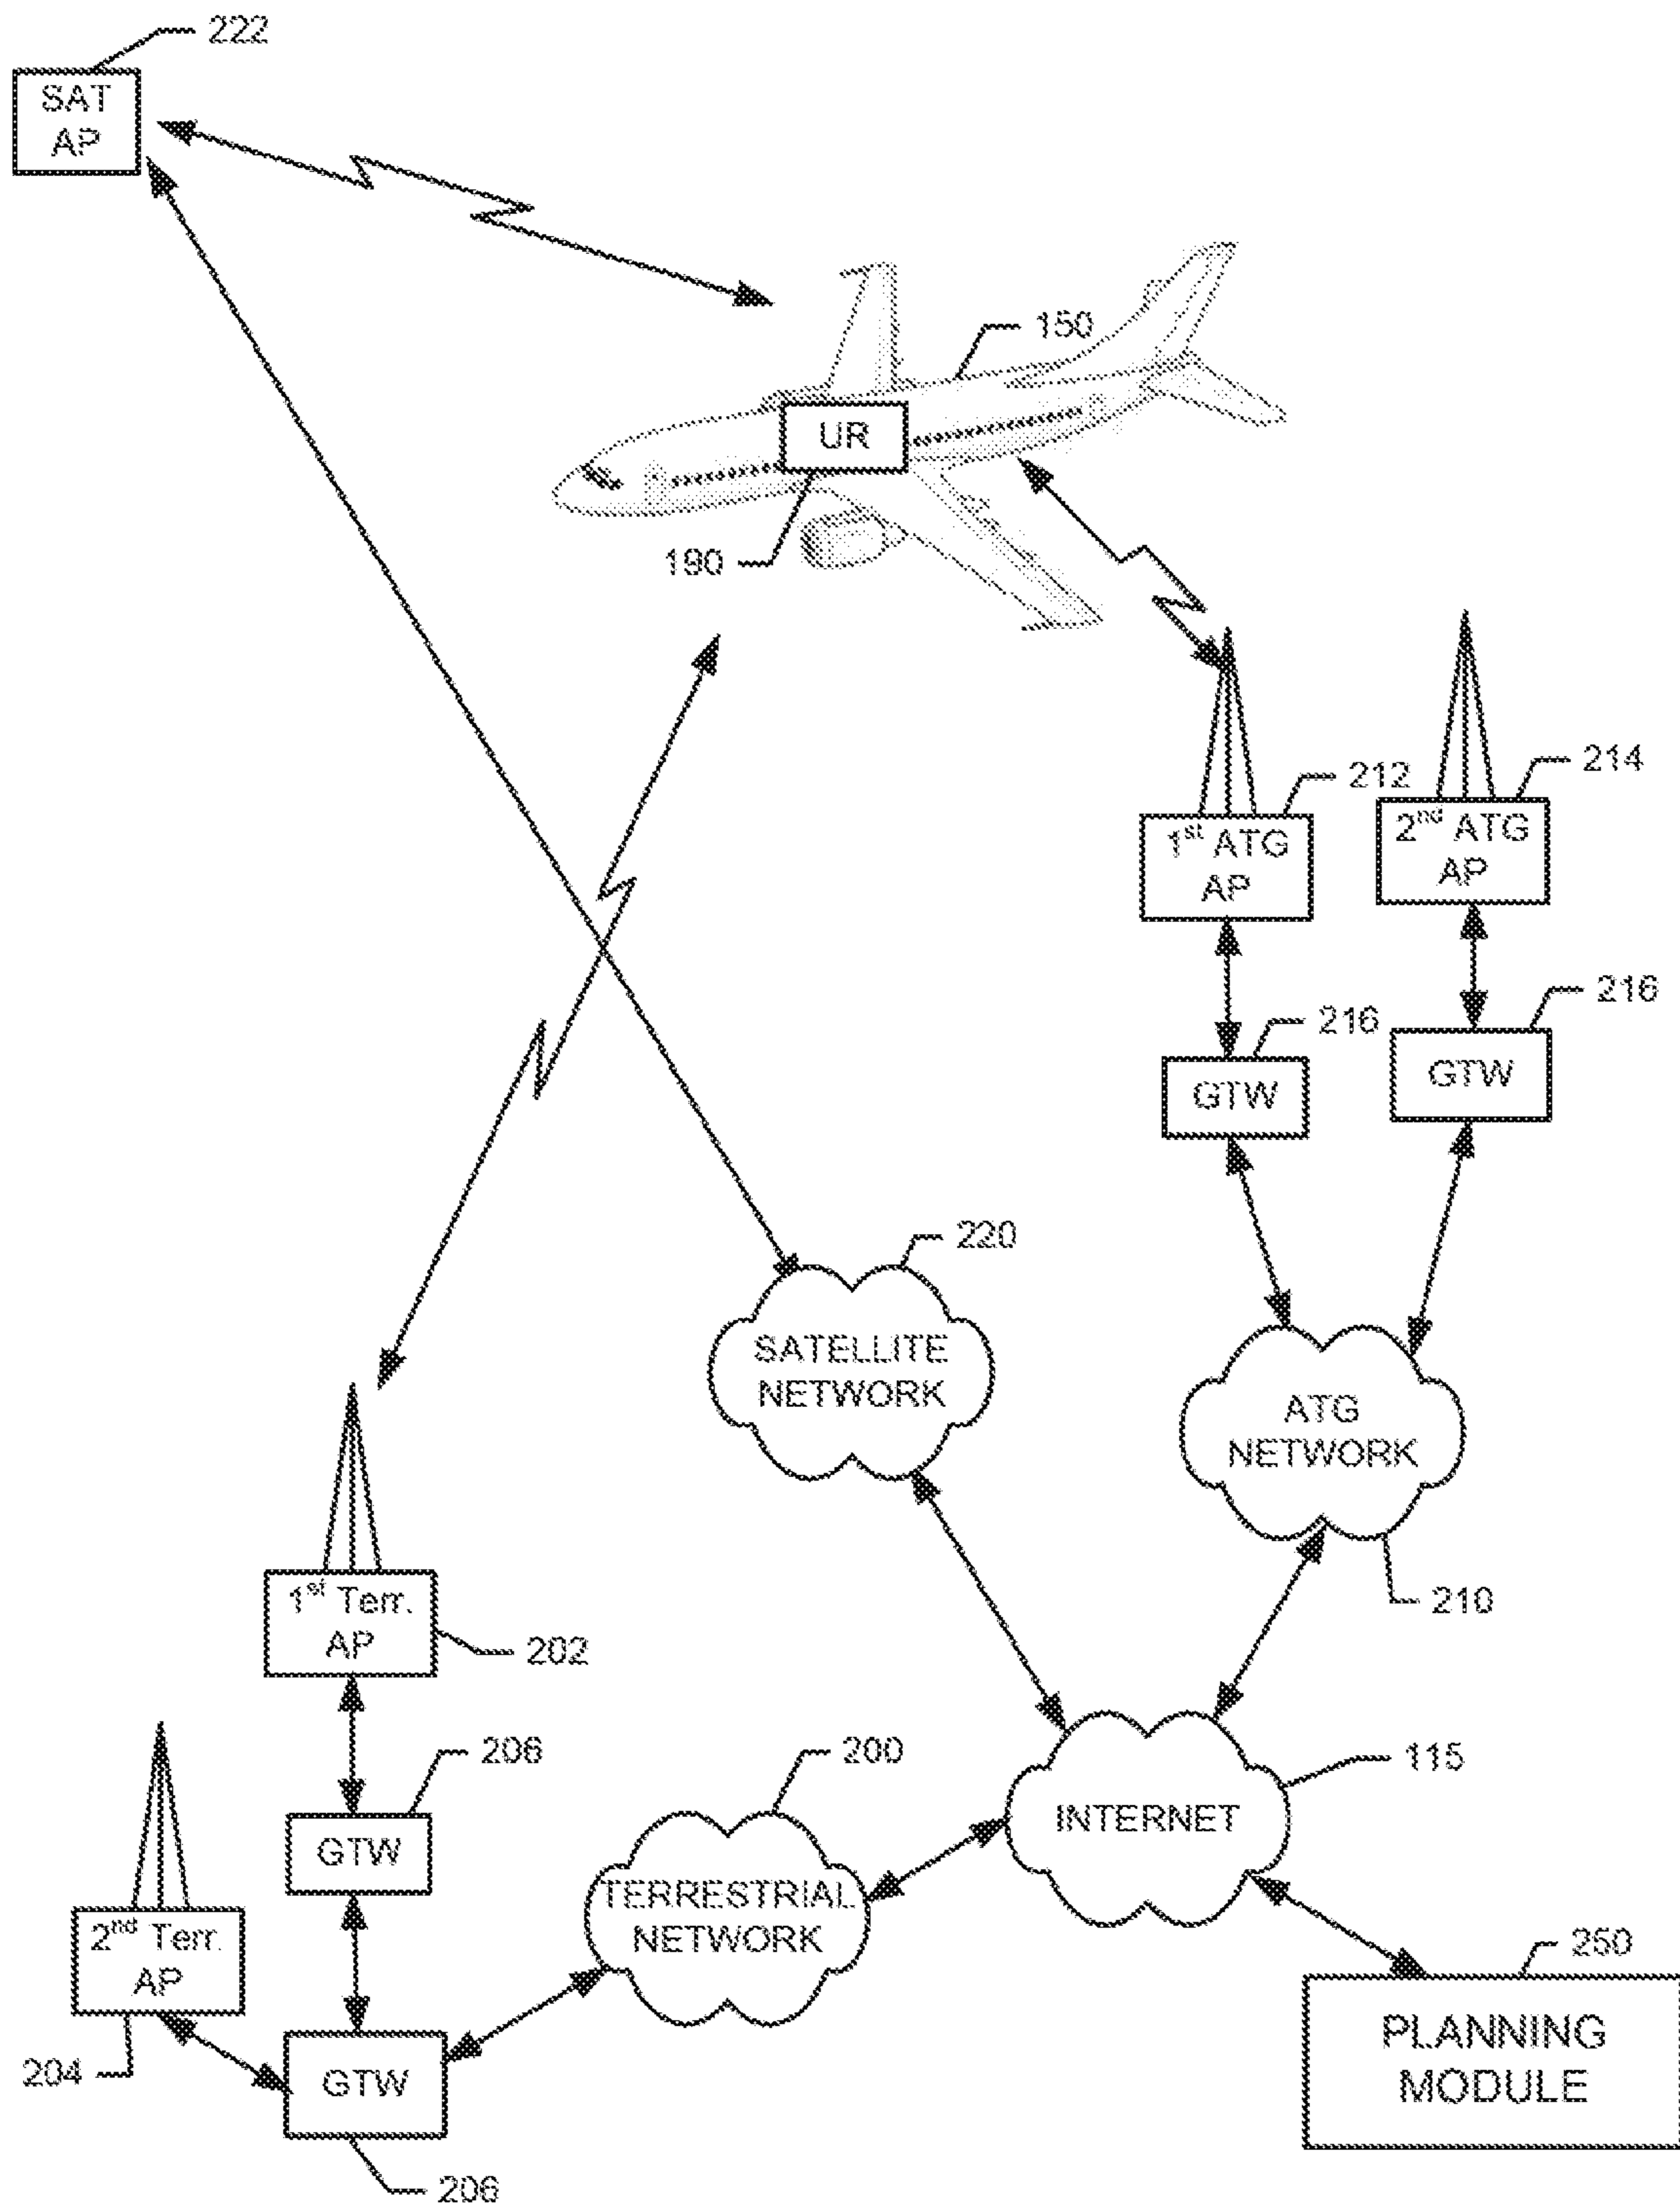 222
SAT
AP
150
UR
190
212
214
1st ATG
AP
2nd ATG
AP
216
216
GTW
GTW
220
SATELLITE
NETWORK
ATG
NETWORK
210
1st Terr.
AP
202
206
200
115
GTW
INTERNET
TERRESTRIAL
NETWORK
2nd Terr.
AP
204
GTW
206
250
PLANNING
MODULE